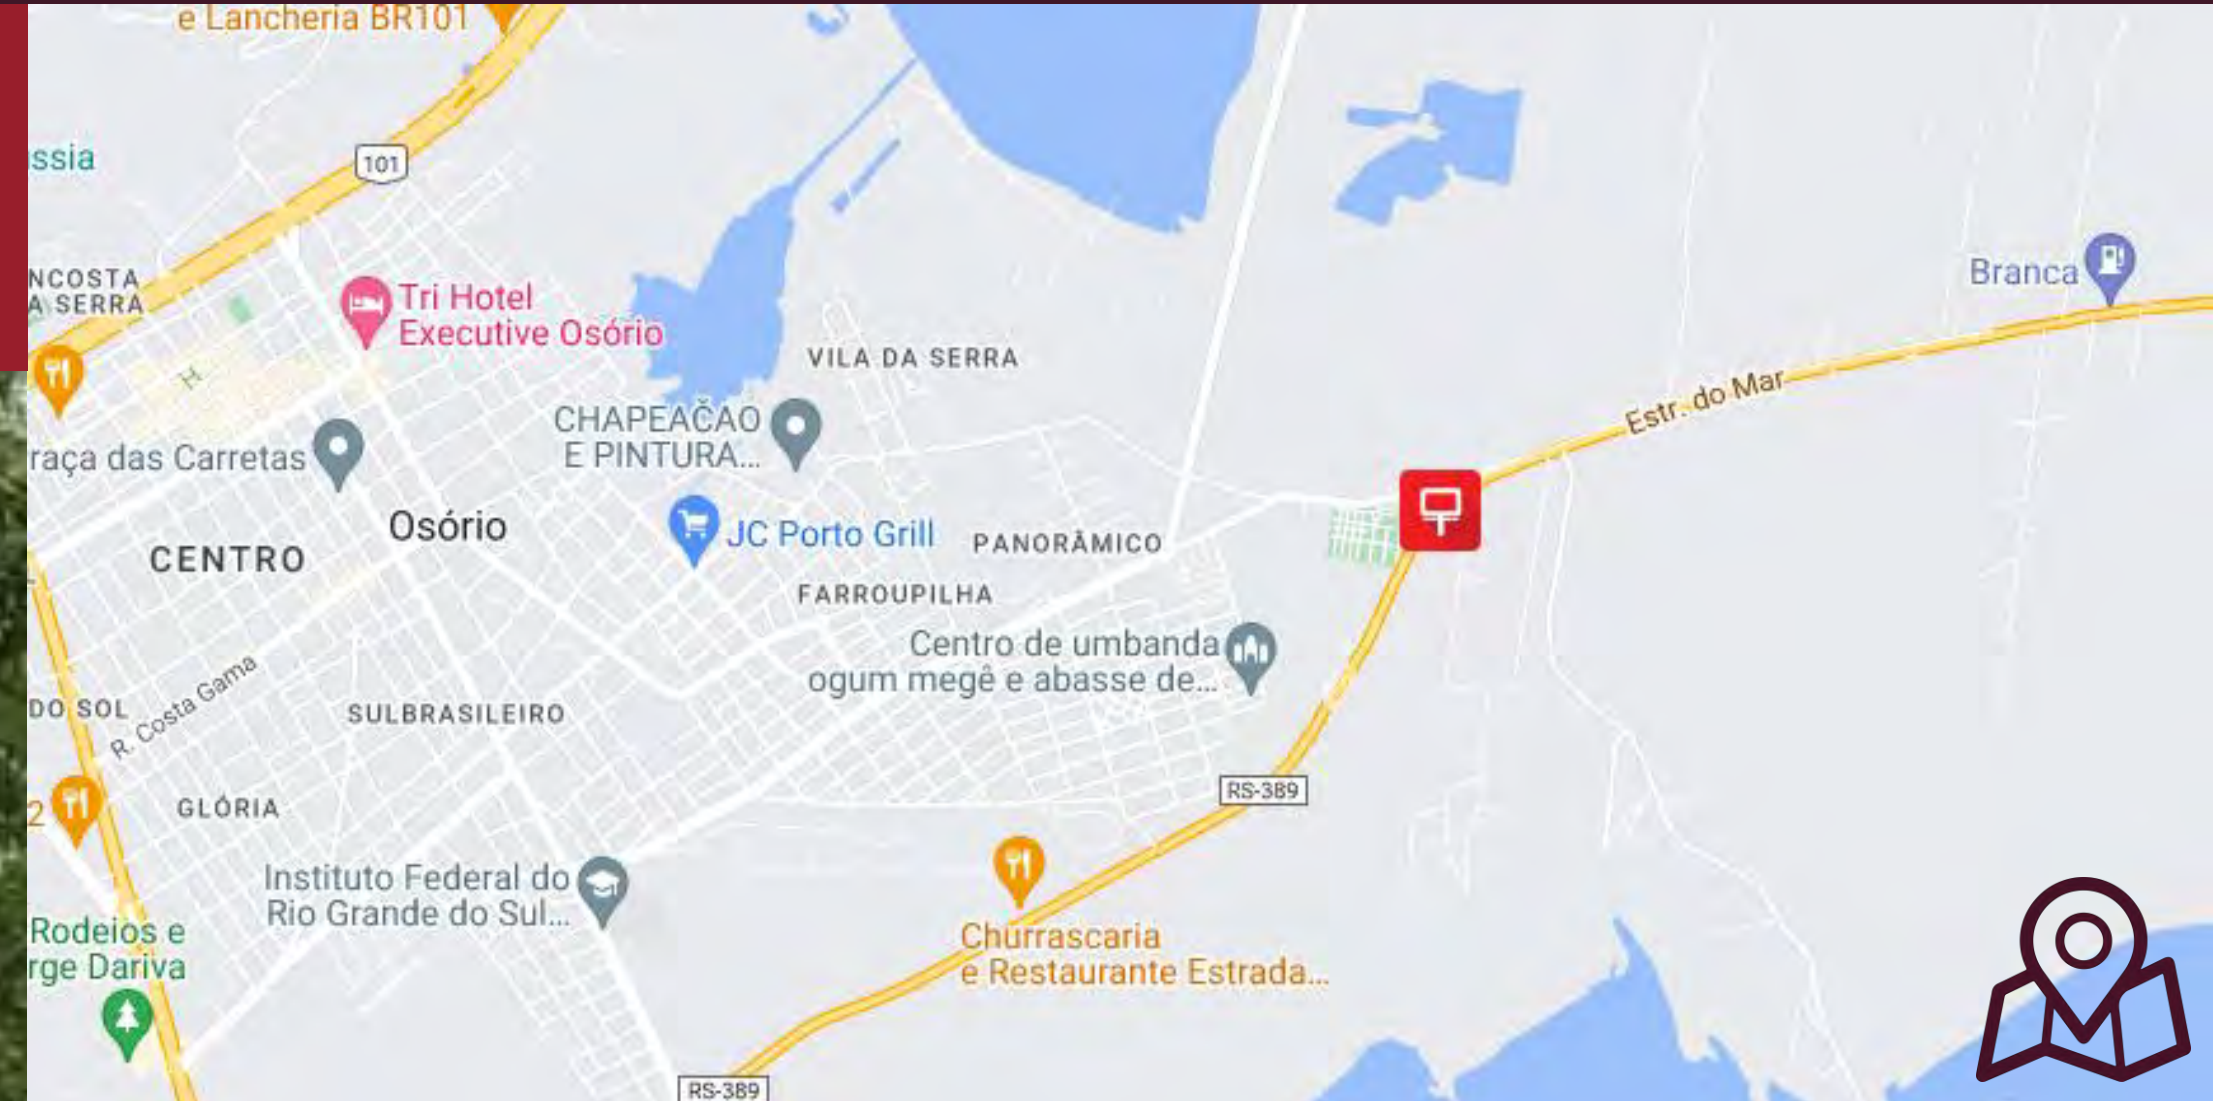 e Lancheria BR101
ssia
101
NCOSTA
A SERRA
Tri Hotel
Executive Osório
Branca
VILA DA SERRA
Estr. do Mar
CHAPEAČAO
E PINTURA...
raça das Carretas
Osório
JC Porto Grill
PANORÂMICO
CENTRO
FARROUPILHA
Centro de umbanda
ogum megê e abasse de...
R. Costa Gama
DO SOL
SULBRASILEIRO
RS-389
2
GLÓRIA
Instituto Federal do
Rio Grande do Sul...
Churrascaria
e Restaurante Estrada...
Rodeios e
rge Dariva
RS-389